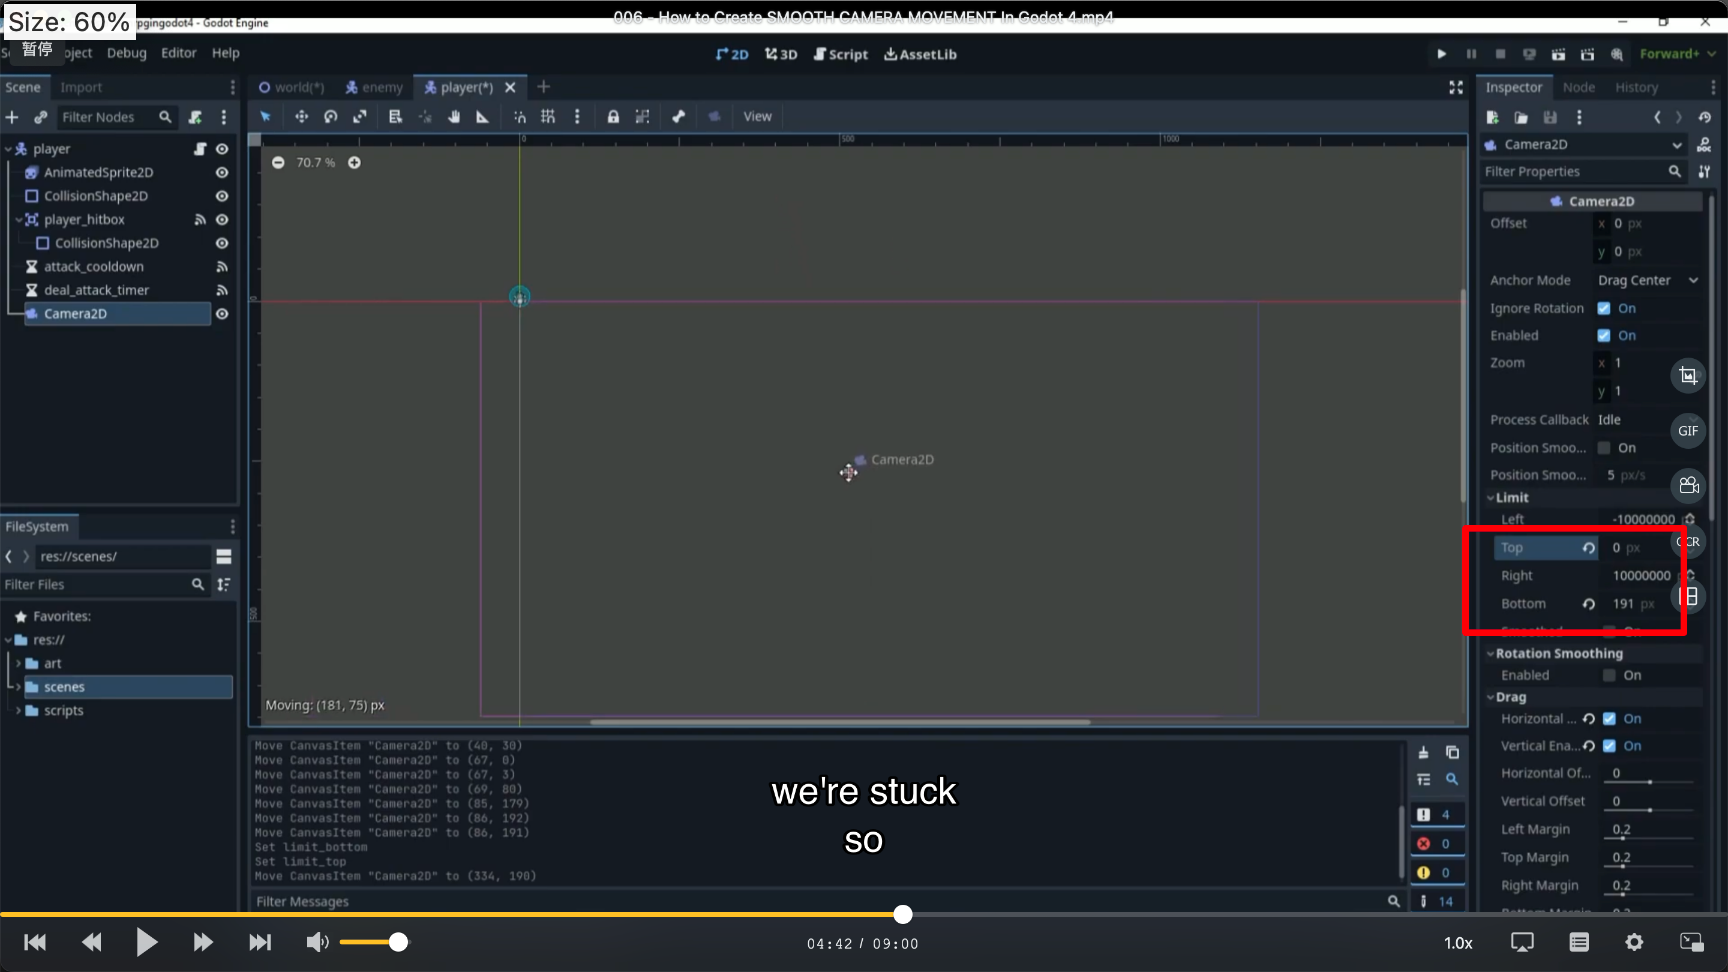 006 - How to Create SMOOTH CAMERA MOVEMENT In Godot 4.mp4
Size: 60%
rpgingodot4 - Godot Engine
暂停
Debug
Editor
Help
2D
3D
Script
AssetLib
Forward+
Scene
Import
Filter Nodes
player
AnimatedSprite2D
CollisionShape2D
player_hitbox
CollisionShape2D
attack_cooldown
deal_attack_timer
Camera2D
FileSystem
res://scenes/
Filter Files
Favorites:
res://
art
scenes
scripts
world(*)
enemy
player(*)
View
0
500
1000
70.7 %
0
500
Camera2D
Moving: (181, 75) px
Move CanvasItem "Camera2D" to (40, 30)
Move CanvasItem "Camera2D" to (67, 0)
Move CanvasItem "Camera2D" to (67, 3)
Move CanvasItem "Camera2D" to (69, 80)
Move CanvasItem "Camera2D" to (85, 179)
Move CanvasItem "Camera2D" to (86, 192)
Move CanvasItem "Camera2D" to (86, 191)
Set limit_bottom
Set limit_top
Move CanvasItem "Camera2D" to (334, 190)
Filter Messages
4
0
0
14
we're stuck
so
Inspector
Node
History
Camera2D
Filter Properties
Camera2D
Offset x 0 px
y 0 px
Anchor Mode Drag Center
Ignore Rotation On
Enabled On
Zoom x 1
y 1
Process Callback Idle
Position Smoo... On
Position Smoo... 5 px/s
Limit
Left -10000000
Top 0 px
Right 10000000
Bottom 191 px
Smoothed On
Rotation Smoothing
Enabled On
Drag
Horizontal ... On
Vertical Ena... On
Horizontal Of... 0
Vertical Offset 0
Left Margin 0.2
Top Margin 0.2
Right Margin 0.2
GIF
OCR
04:42 / 09:00
1.0x